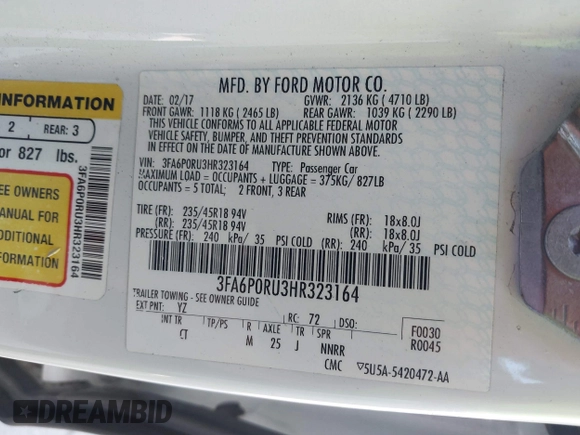 INFORMATION
2 REAR: 3
or 827 lbs.
SEE OWNERS
MANUAL FOR
ADDITIONAL
INFORMATION
3FA6P0RU3HR323164
MFD. BY FORD MOTOR CO.
DATE: 02/17 GVWR: 2136 KG ( 4710 LB)
FRONT GAWR: 1118 KG ( 2465 LB) REAR GAWR: 1039 KG ( 2290 LB)
THIS VEHICLE CONFORMS TO ALL APPLICABLE FEDERAL MOTOR
VEHICLE SAFETY, BUMPER, AND THEFT PREVENTION STANDARDS
IN EFFECT ON THE DATE OF MANUFACTURE SHOWN ABOVE.
VIN: 3FA6P0RU3HR323164 TYPE: Passenger Car
MAXIMUM LOAD = OCCUPANTS + LUGGAGE = 375KG/ 827LB
OCCUPANTS = 5 TOTAL; 2 FRONT, 3 REAR
TIRE (FR): 235/45R18 94V RIMS (FR): 18x8.0J
(RR): 235/45R18 94V (RR): 18x8.0J
PRESSURE (FR): 240 kPa/ 35 PSI COLD (RR): 240 kPa/ 35 PSI COLD
3FA6P0RU3HR323164
TRAILER TOWING - SEE OWNER GUIDE
EXT PNT: YZ RC: 72 DSO: F0030
INT TR TP/PS R AXLE TR SPR R0045
CT M 25 J NNRR
CMC ▽5U5A-5420472-AA
DREAMBID